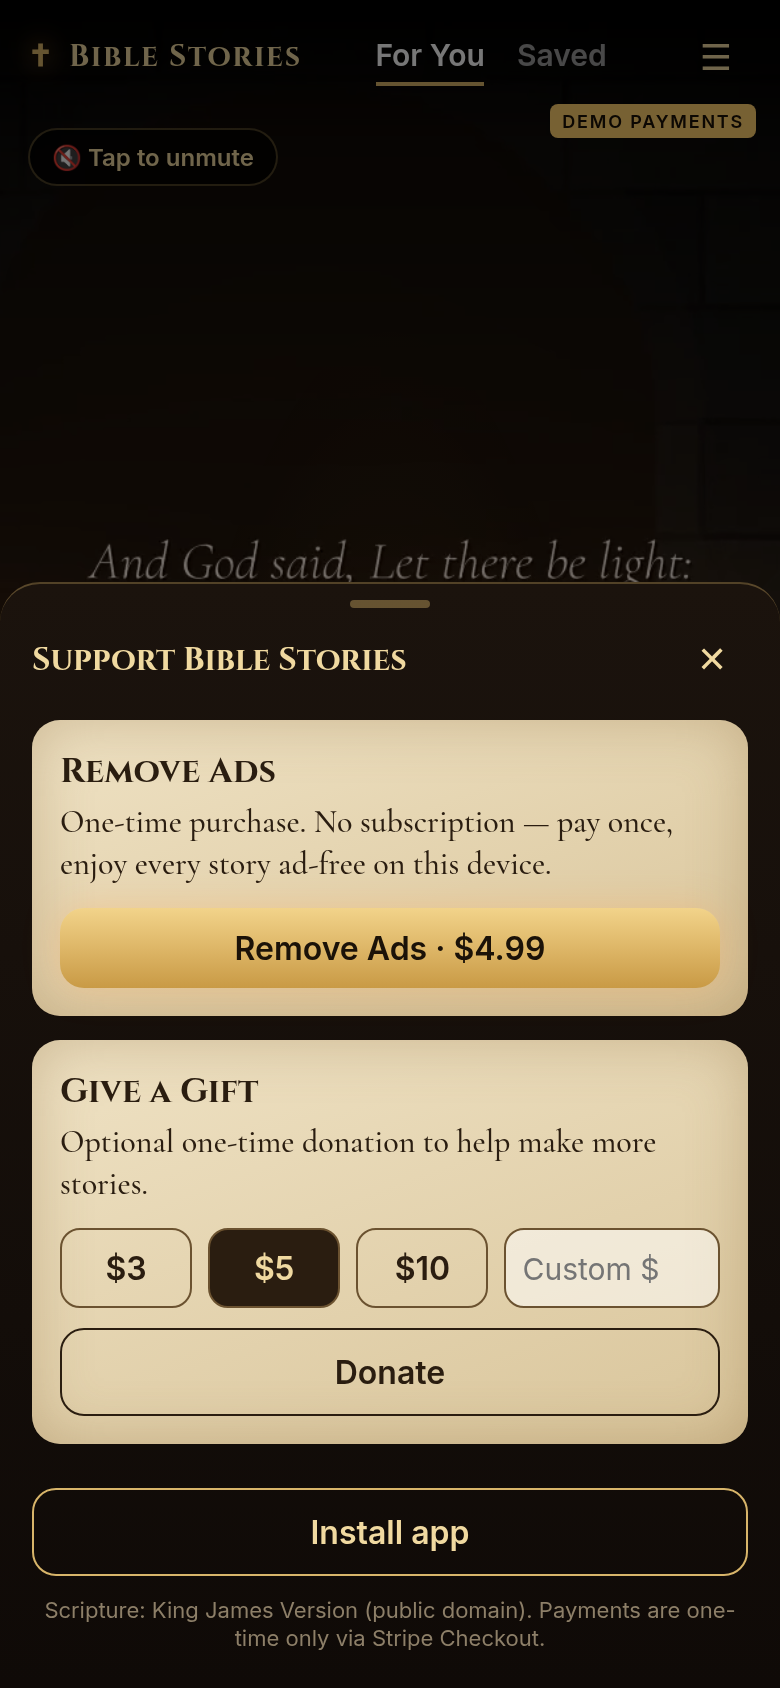 ✝ BIBLE STORIES For You Saved ☰
DEMO PAYMENTS
🔇 Tap to unmute
And God said, Let there be light:
SUPPORT BIBLE STORIES ✕
REMOVE ADS
One-time purchase. No subscription — pay once,
enjoy every story ad-free on this device.
Remove Ads · $4.99
GIVE A GIFT
Optional one-time donation to help make more
stories.
$3 $5 $10 Custom $
Donate
Install app
Scripture: King James Version (public domain). Payments are one-
time only via Stripe Checkout.